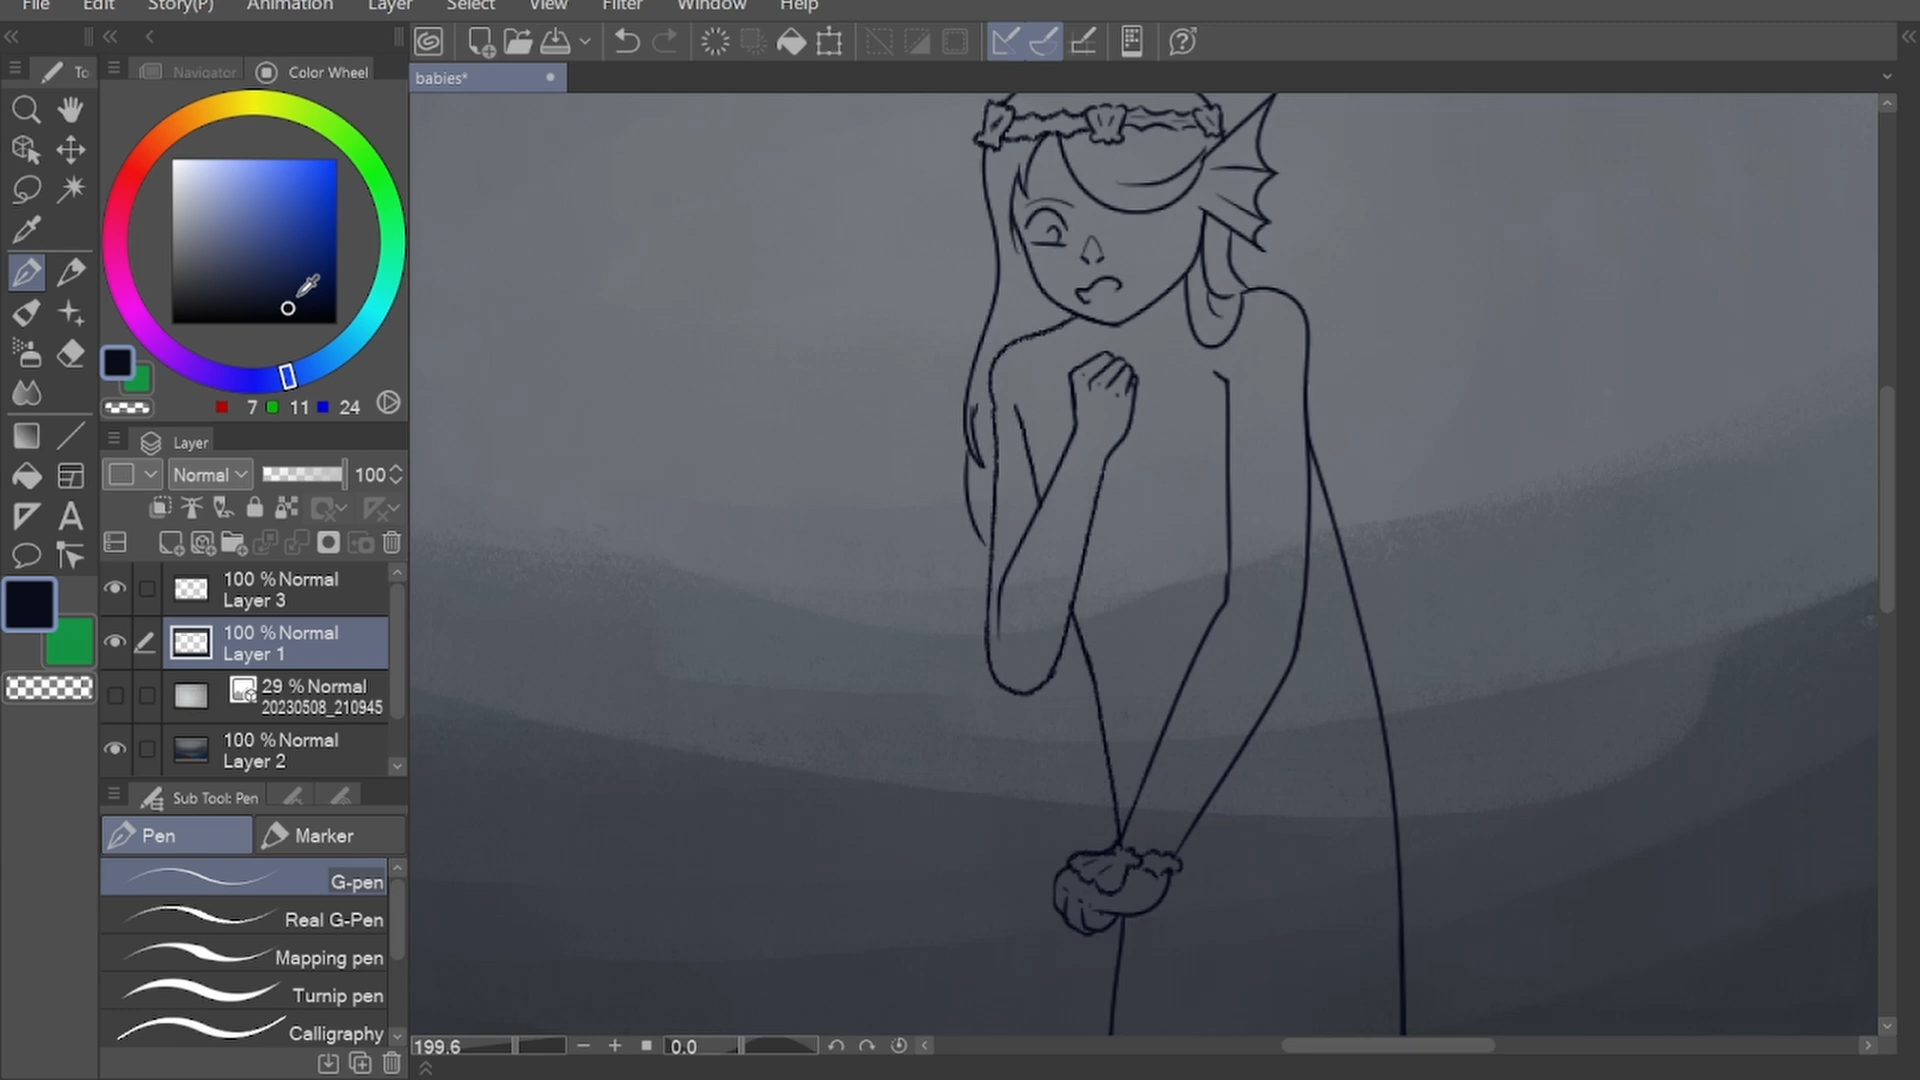 File Edit Story(P) Animation Layer Select View Filter Window Help
To Navigator Color Wheel
babies*
7 11 24
Layer
Normal 100
100 % Normal
Layer 3
100 % Normal
Layer 1
29 % Normal
20230508_210945
100 % Normal
Layer 2
Sub Tool: Pen
Pen Marker
G-pen
Real G-Pen
Mapping pen
Turnip pen
Calligraphy
199.6 0.0